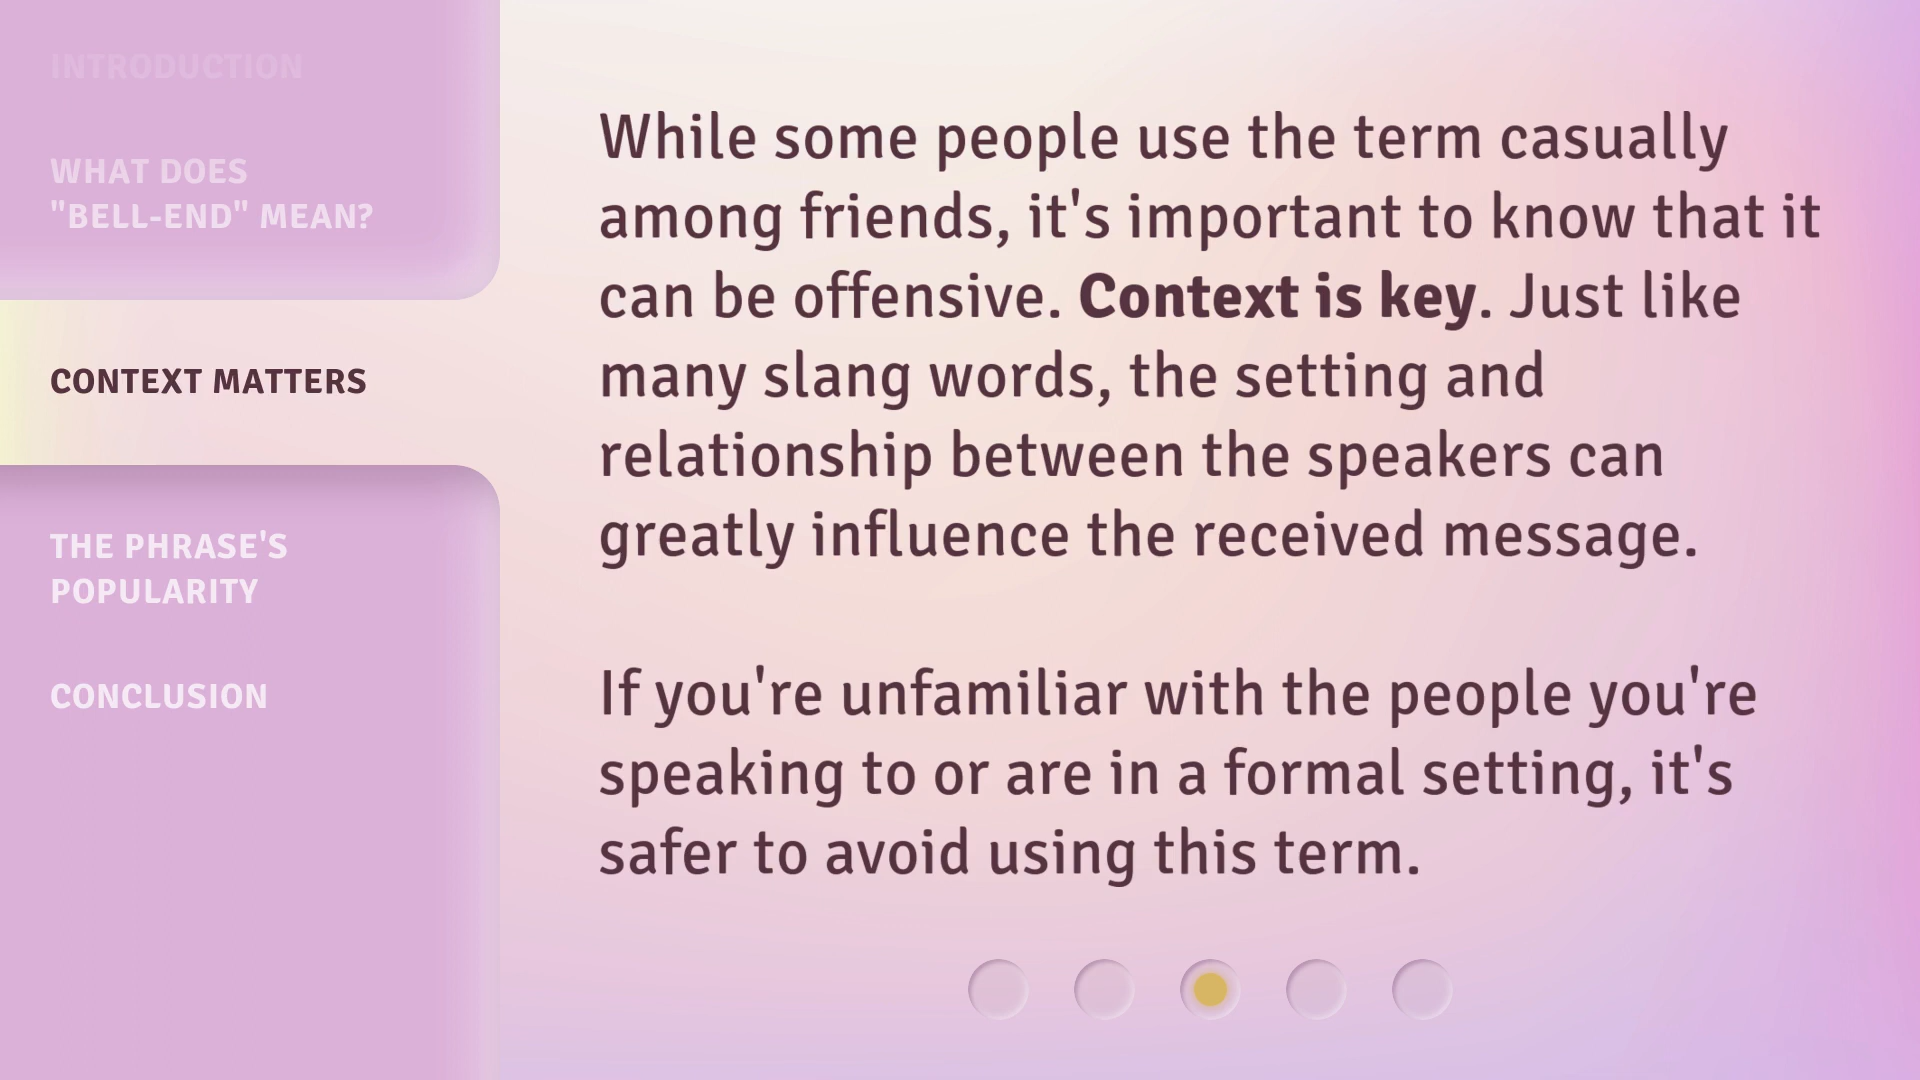 INTRODUCTION
WHAT DOES
"BELL-END" MEAN?
CONTEXT MATTERS
THE PHRASE'S
POPULARITY
CONCLUSION
While some people use the term casually
among friends, it's important to know that it
can be offensive. Context is key. Just like
many slang words, the setting and
relationship between the speakers can
greatly influence the received message.
If you're unfamiliar with the people you're
speaking to or are in a formal setting, it's
safer to avoid using this term.